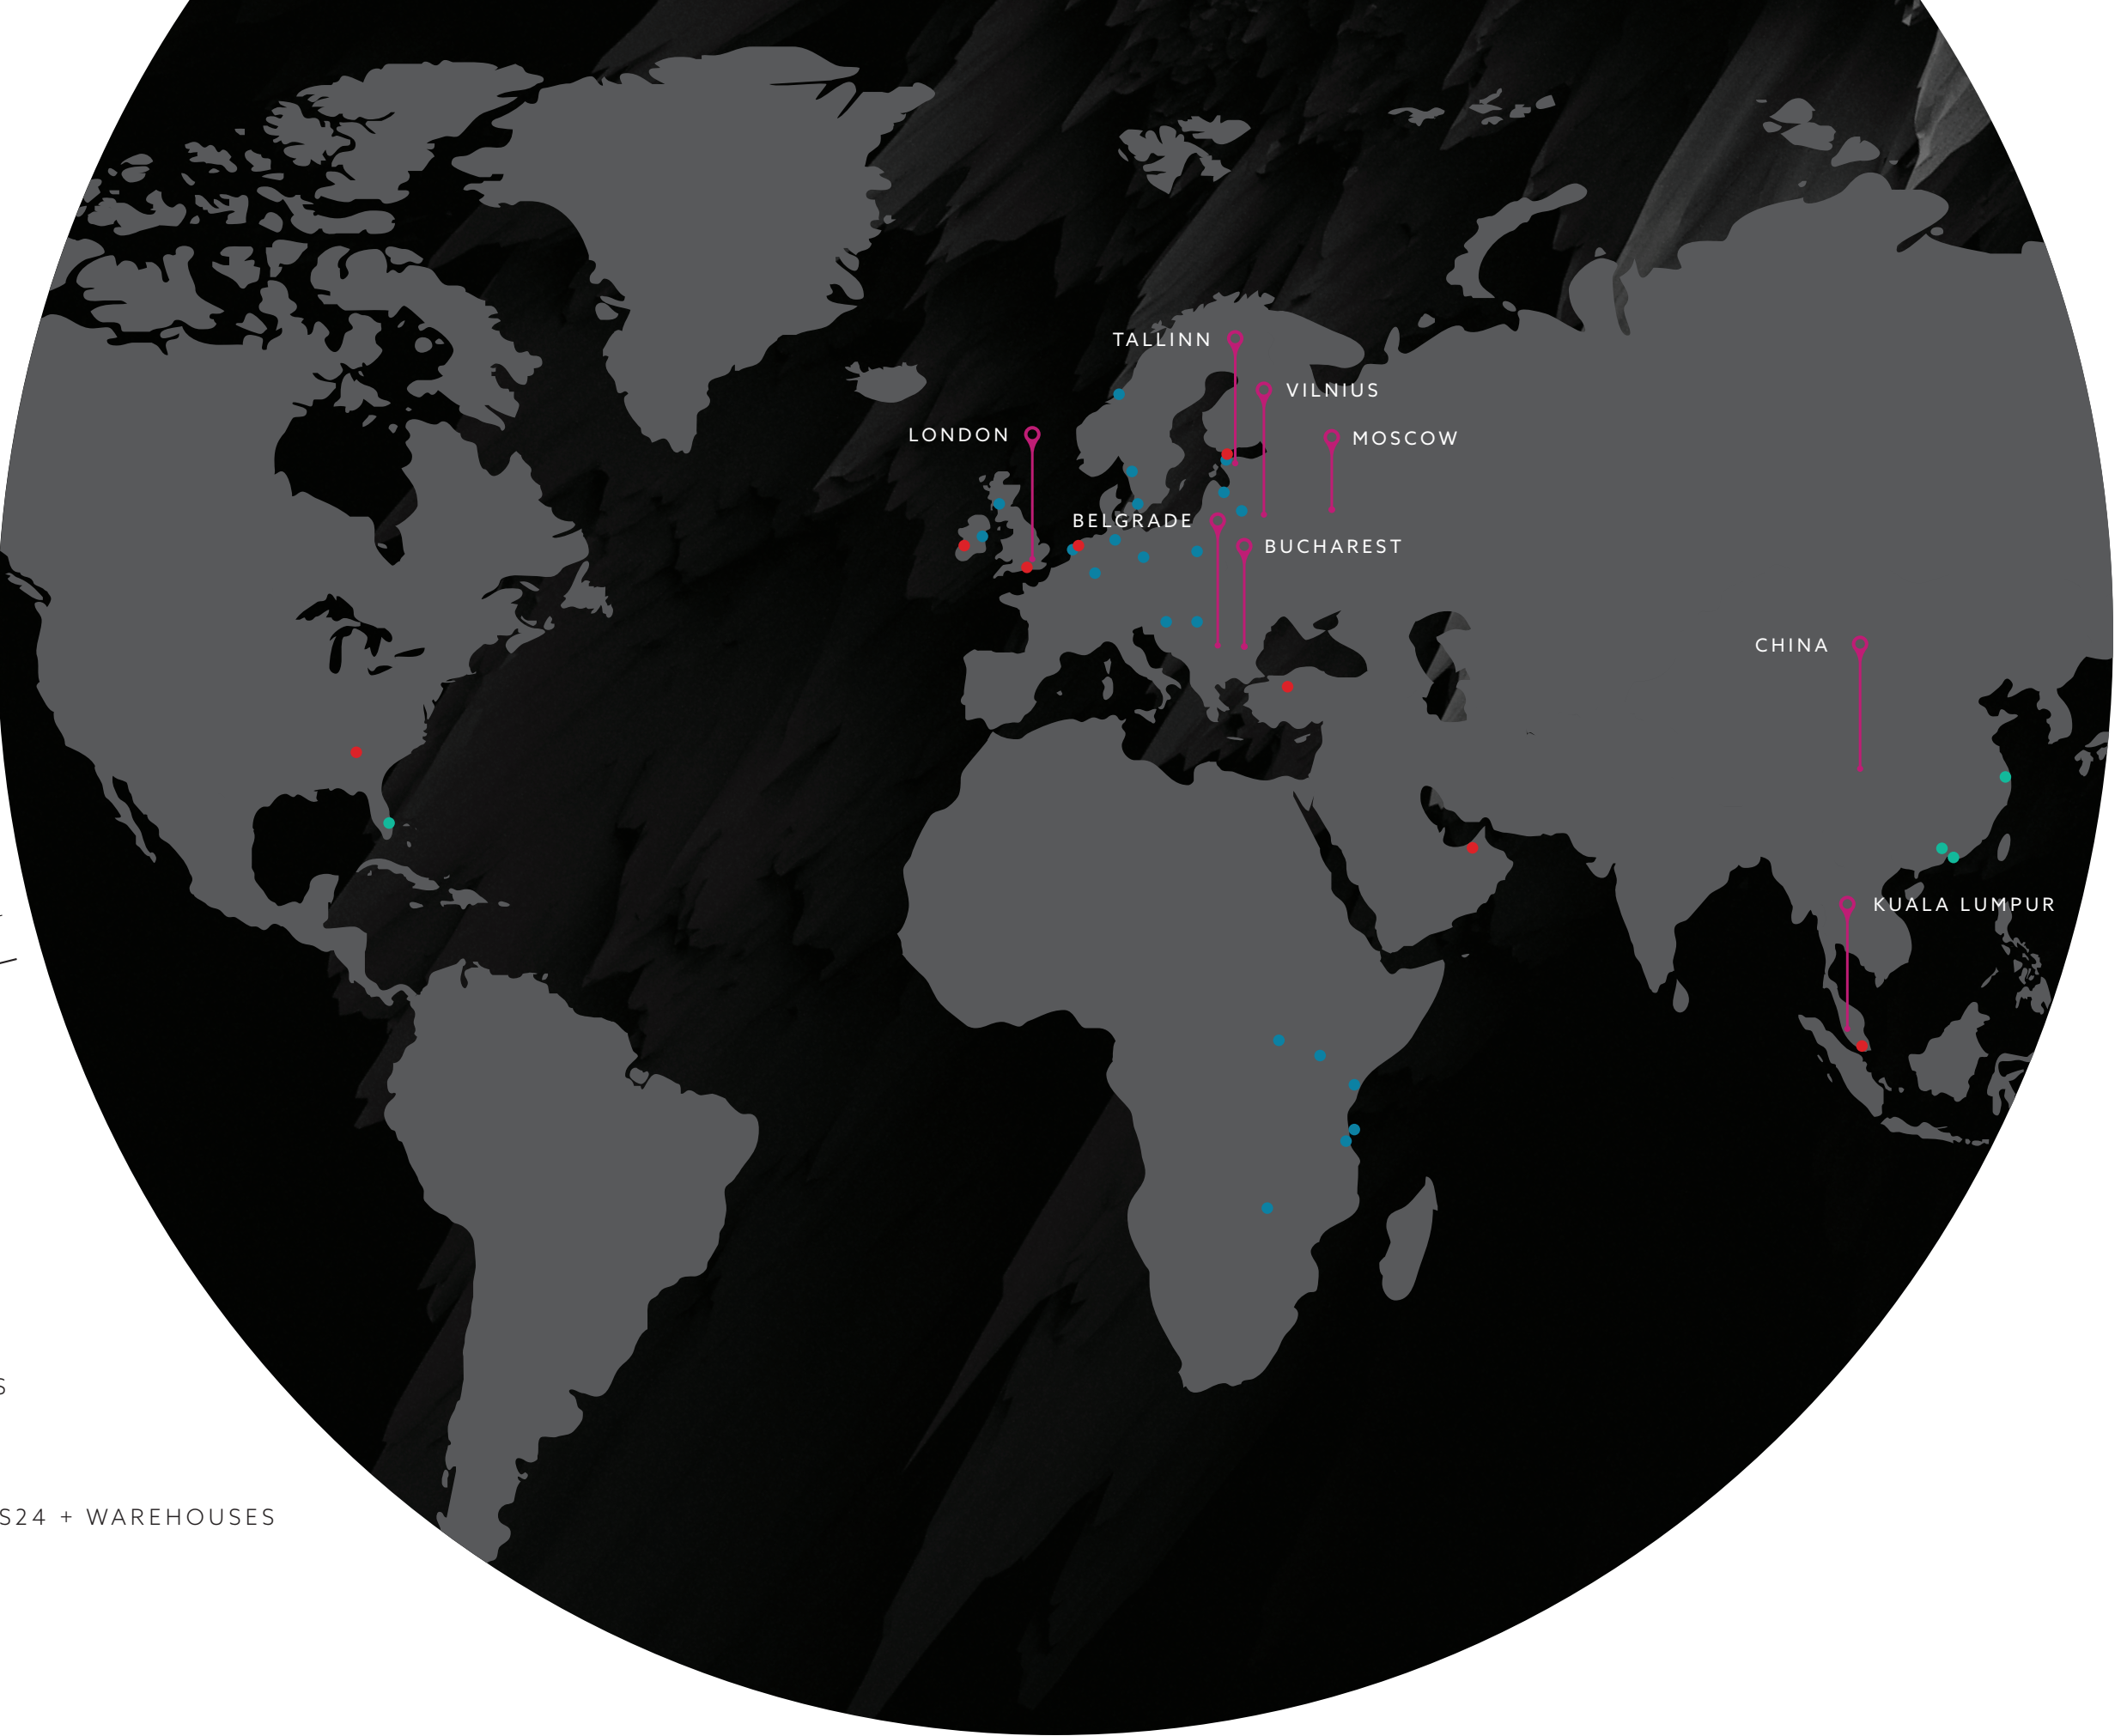 TALLINN
VILNIUS
LONDON
MOSCOW
BELGRADE
BUCHAREST
CHINA
KUALA LUMPUR
S
S24 + WAREHOUSES